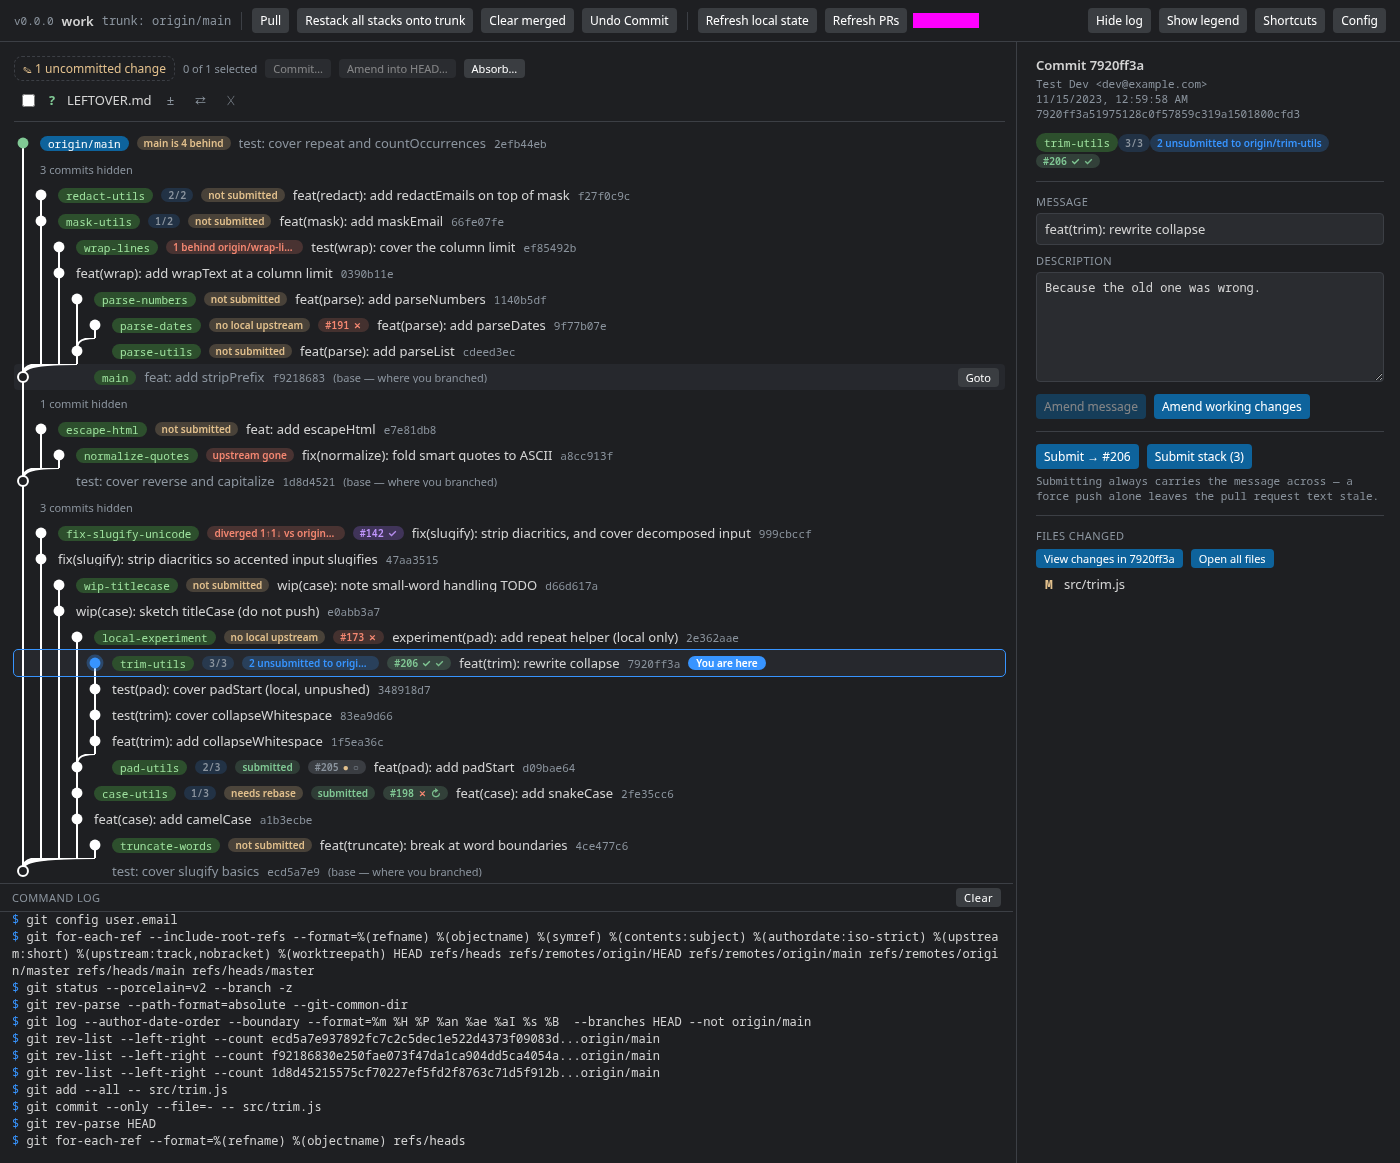 v0.0.0 work trunk: origin/main Pull Restack all stacks onto trunk Clear merged Undo Commit Refresh local state Refresh PRs Hide log Show legend Shortcuts Config
✎ 1 uncommitted change 0 of 1 selected Commit... Amend into HEAD... Absorb...
? LEFTOVER.md ± ⇄ X
origin/main main is 4 behind test: cover repeat and countOccurrences 2efb44eb
3 commits hidden
redact-utils 2/2 not submitted feat(redact): add redactEmails on top of mask f27f0c9c
mask-utils 1/2 not submitted feat(mask): add maskEmail 66fe07fe
wrap-lines 1 behind origin/wrap-li... test(wrap): cover the column limit ef85492b
feat(wrap): add wrapText at a column limit 0390b11e
parse-numbers not submitted feat(parse): add parseNumbers 1140b5df
parse-dates no local upstream #191 × feat(parse): add parseDates 9f77b07e
parse-utils not submitted feat(parse): add parseList cdeed3ec
main feat: add stripPrefix f9218683 (base — where you branched) Goto
1 commit hidden
escape-html not submitted feat: add escapeHtml e7e81db8
normalize-quotes upstream gone fix(normalize): fold smart quotes to ASCII a8cc913f
test: cover reverse and capitalize 1d8d4521 (base — where you branched)
3 commits hidden
fix-slugify-unicode diverged 1↑1↓ vs origin... #142 ✓ fix(slugify): strip diacritics, and cover decomposed input 999cbccf
fix(slugify): strip diacritics so accented input slugifies 47aa3515
wip-titlecase not submitted wip(case): note small-word handling TODO d66d617a
wip(case): sketch titleCase (do not push) e0abb3a7
local-experiment no local upstream #173 × experiment(pad): add repeat helper (local only) 2e362aae
trim-utils 3/3 2 unsubmitted to origi... #206 ✓ ✓ feat(trim): rewrite collapse 7920ff3a You are here
test(pad): cover padStart (local, unpushed) 348918d7
test(trim): cover collapseWhitespace 83ea9d66
feat(trim): add collapseWhitespace 1f5ea36c
pad-utils 2/3 submitted #205 ● ○ feat(pad): add padStart d09bae64
case-utils 1/3 needs rebase submitted #198 × ↻ feat(case): add snakeCase 2fe35cc6
feat(case): add camelCase a1b3ecbe
truncate-words not submitted feat(truncate): break at word boundaries 4ce477c6
test: cover slugify basics ecd5a7e9 (base — where you branched)
COMMAND LOG Clear
$ git config user.email
$ git for-each-ref --include-root-refs --format=%(refname) %(objectname) %(symref) %(contents:subject) %(authordate:iso-strict) %(upstrea
m:short) %(upstream:track,nobracket) %(worktreepath) HEAD refs/heads refs/remotes/origin/HEAD refs/remotes/origin/main refs/remotes/origi
n/master refs/heads/main refs/heads/master
$ git status --porcelain=v2 --branch -z
$ git rev-parse --path-format=absolute --git-common-dir
$ git log --author-date-order --boundary --format=%m %H %P %an %ae %aI %s %B --branches HEAD --not origin/main
$ git rev-list --left-right --count ecd5a7e937892fc7c2c5dec1e522d4373f09083d...origin/main
$ git rev-list --left-right --count f92186830e250fae073f47da1ca904dd5ca4054a...origin/main
$ git rev-list --left-right --count 1d8d45215575cf70227ef5fd2f8763c71d5f912b...origin/main
$ git add --all -- src/trim.js
$ git commit --only --file=- -- src/trim.js
$ git rev-parse HEAD
$ git for-each-ref --format=%(refname) %(objectname) refs/heads
Commit 7920ff3a
Test Dev <dev@example.com>
11/15/2023, 12:59:58 AM
7920ff3a51975128c0f57859c319a1501800cfd3
trim-utils 3/3 2 unsubmitted to origin/trim-utils
#206 ✓ ✓
MESSAGE
feat(trim): rewrite collapse
DESCRIPTION
Because the old one was wrong.
Amend message Amend working changes
Submit → #206 Submit stack (3)
Submitting always carries the message across — a
force push alone leaves the pull request text stale.
FILES CHANGED
View changes in 7920ff3a Open all files
M src/trim.js